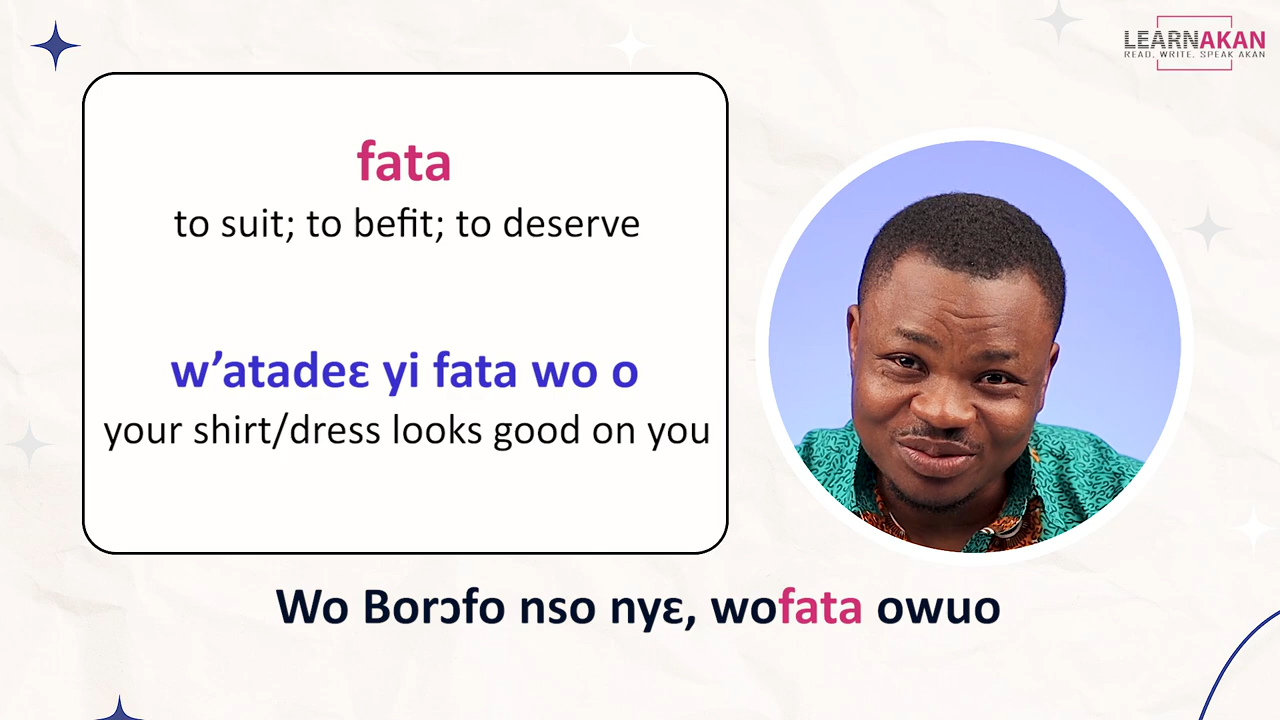 LEARNAKAN
READ. WRITE. SPEAK AKAN
fata
to suit; to befit; to deserve
w’atadeɛ yi fata wo o
your shirt/dress looks good on you
Wo Borɔfo nso nyɛ, wofata owuo